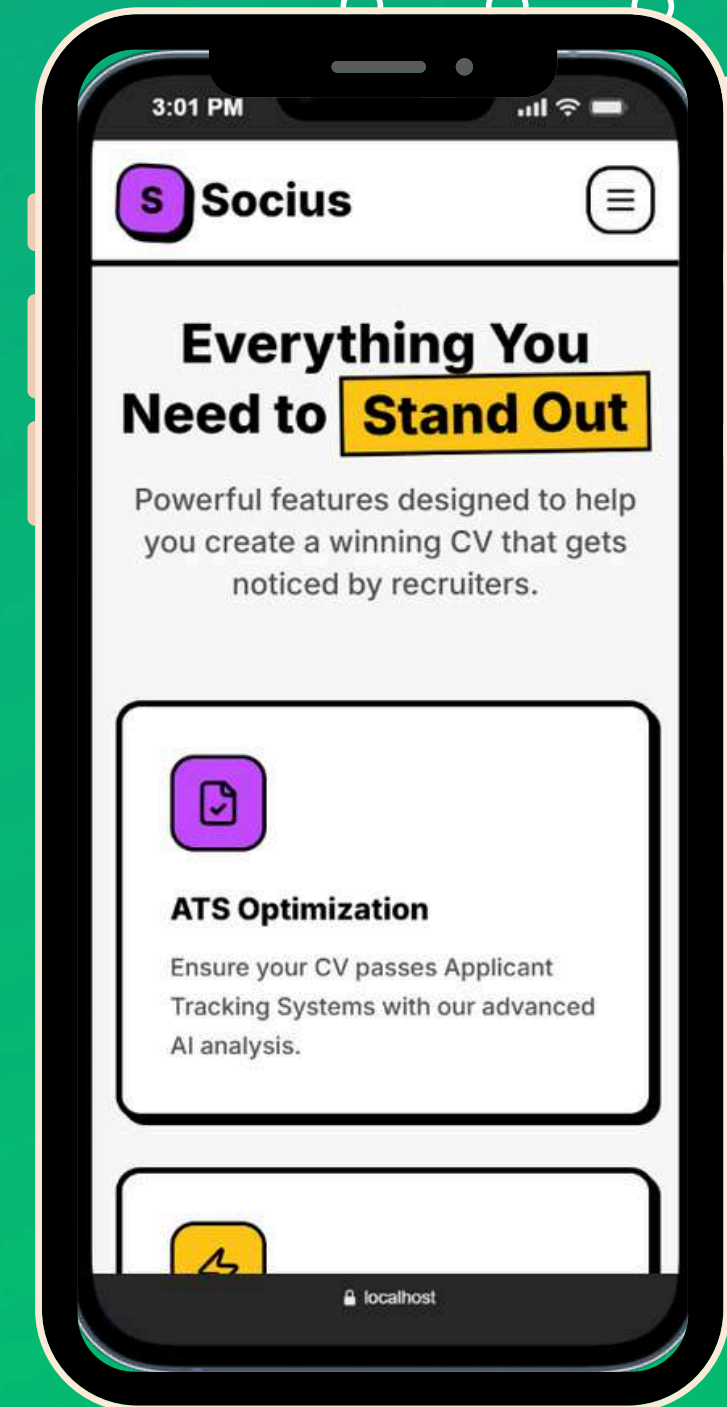 3:01 PM
S Socius
Everything You
Need to Stand Out
Powerful features designed to help
you create a winning CV that gets
noticed by recruiters.
ATS Optimization
Ensure your CV passes Applicant
Tracking Systems with our advanced
AI analysis.
localhost